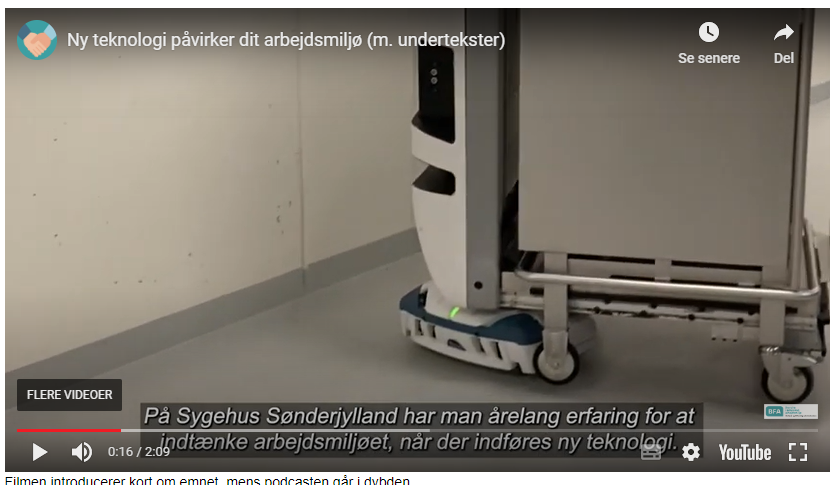 Ny teknologi påvirker dit arbejdsmiljø (m. undertekster)
Se senere
Del
FLERE VIDEOER
BFA
På Sygehus Sønderjylland har man årelang erfaring for at
indtænke arbejdsmiljøet, når der indføres ny teknologi.
0:16 / 2:09
YouTube
Filmen introducerer kort om emnet, mens podcasten går i dybden